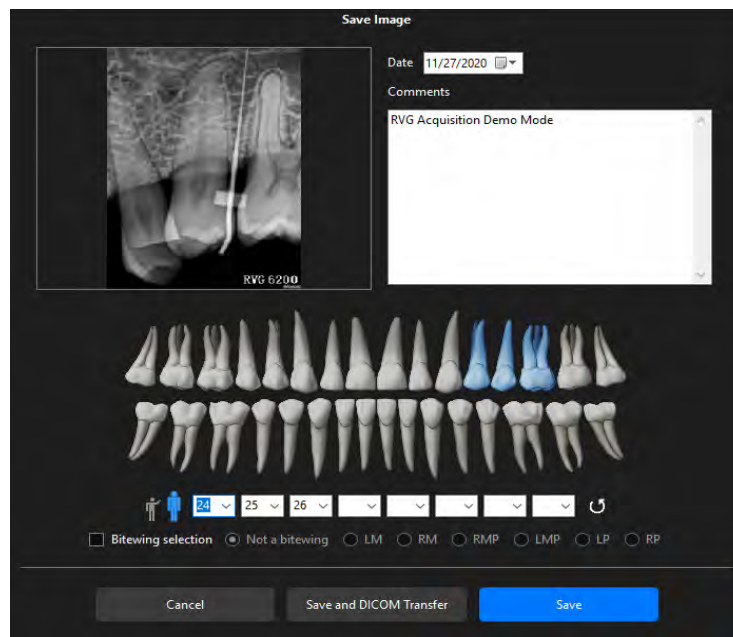 Save Image
Date 11/27/2020
Comments
RVG Acquisition Demo Mode
RVG 6200
24 25 26
Bitewing selection Not a bitewing LM RM RMP LMP LP RP
Cancel Save and DICOM Transfer Save